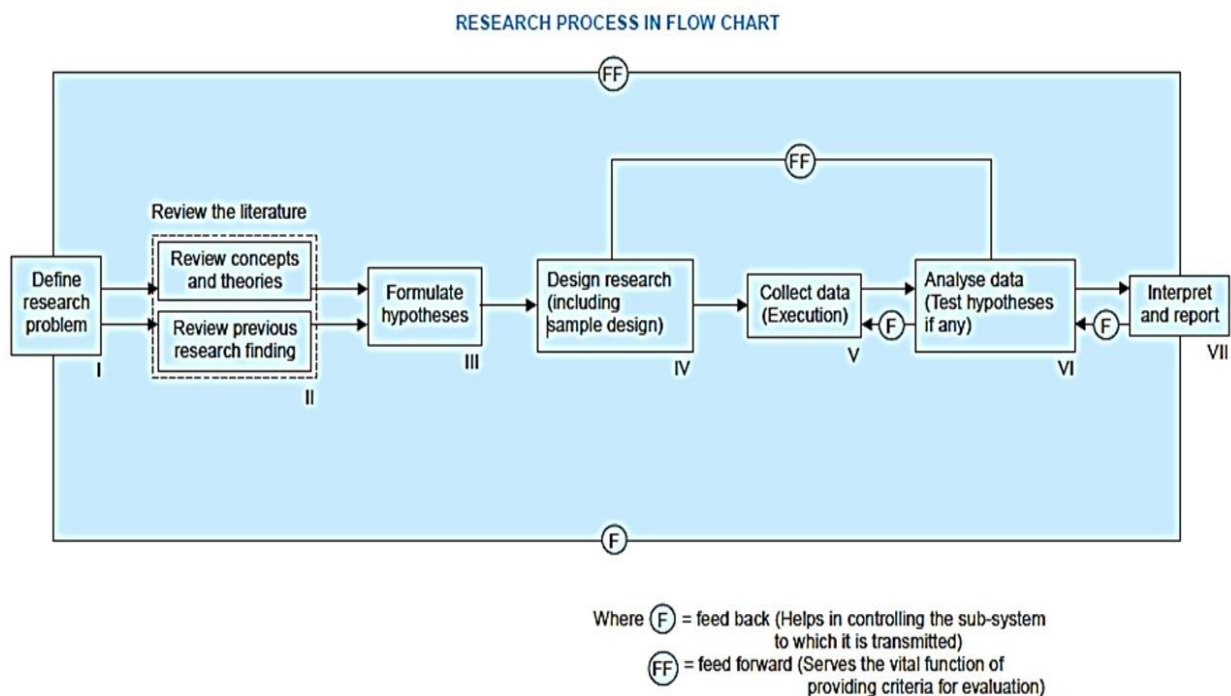 RESEARCH PROCESS IN FLOW CHART
FF
FF
Review the literature
Define
research
problem
I
Review concepts
and theories
Review previous
research finding
II
Formulate
hypotheses
III
Design research
(including
sample design)
IV
Collect data
(Execution)
V
F
Analyse data
(Test hypotheses
if any)
VI
F
Interpret
and report
VII
F
Where F = feed back (Helps in controlling the sub-system
to which it is transmitted)
FF = feed forward (Serves the vital function of
providing criteria for evaluation)